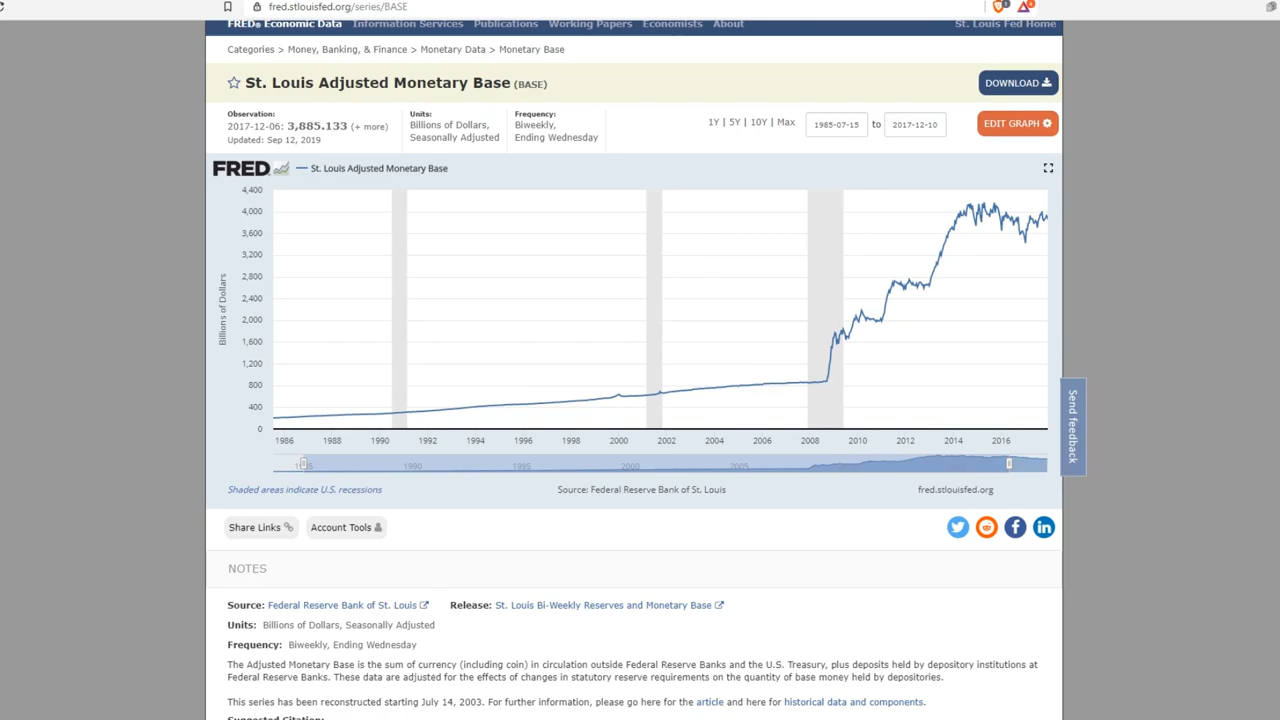 fred.stlouisfed.org/series/BASE
FRED® Economic Data Information Services Publications Working Papers Economists About St. Louis Fed Home
Categories > Money, Banking, & Finance > Monetary Data > Monetary Base
St. Louis Adjusted Monetary Base (BASE)
DOWNLOAD
Observation:
2017-12-06: 3,885.133 (+ more)
Updated: Sep 12, 2019
Units:
Billions of Dollars,
Seasonally Adjusted
Frequency:
Biweekly,
Ending Wednesday
1Y | 5Y | 10Y | Max
1985-07-15 to 2017-12-10
EDIT GRAPH
FRED
St. Louis Adjusted Monetary Base
Billions of Dollars
4,400
4,000
3,600
3,200
2,800
2,400
2,000
1,600
1,200
800
400
0
1986 1988 1990 1992 1994 1996 1998 2000 2002 2004 2006 2008 2010 2012 2014 2016
1990 1995 2000 2005
Shaded areas indicate U.S. recessions
Source: Federal Reserve Bank of St. Louis
fred.stlouisfed.org
Send feedback
Share Links
Account Tools
NOTES
Source: Federal Reserve Bank of St. Louis
Release: St. Louis Bi-Weekly Reserves and Monetary Base
Units: Billions of Dollars, Seasonally Adjusted
Frequency: Biweekly, Ending Wednesday
The Adjusted Monetary Base is the sum of currency (including coin) in circulation outside Federal Reserve Banks and the U.S. Treasury, plus deposits held by depository institutions at
Federal Reserve Banks. These data are adjusted for the effects of changes in statutory reserve requirements on the quantity of base money held by depositories.
This series has been reconstructed starting July 14, 2003. For further information, please go here for the article and here for historical data and components.
Suggested Citation: